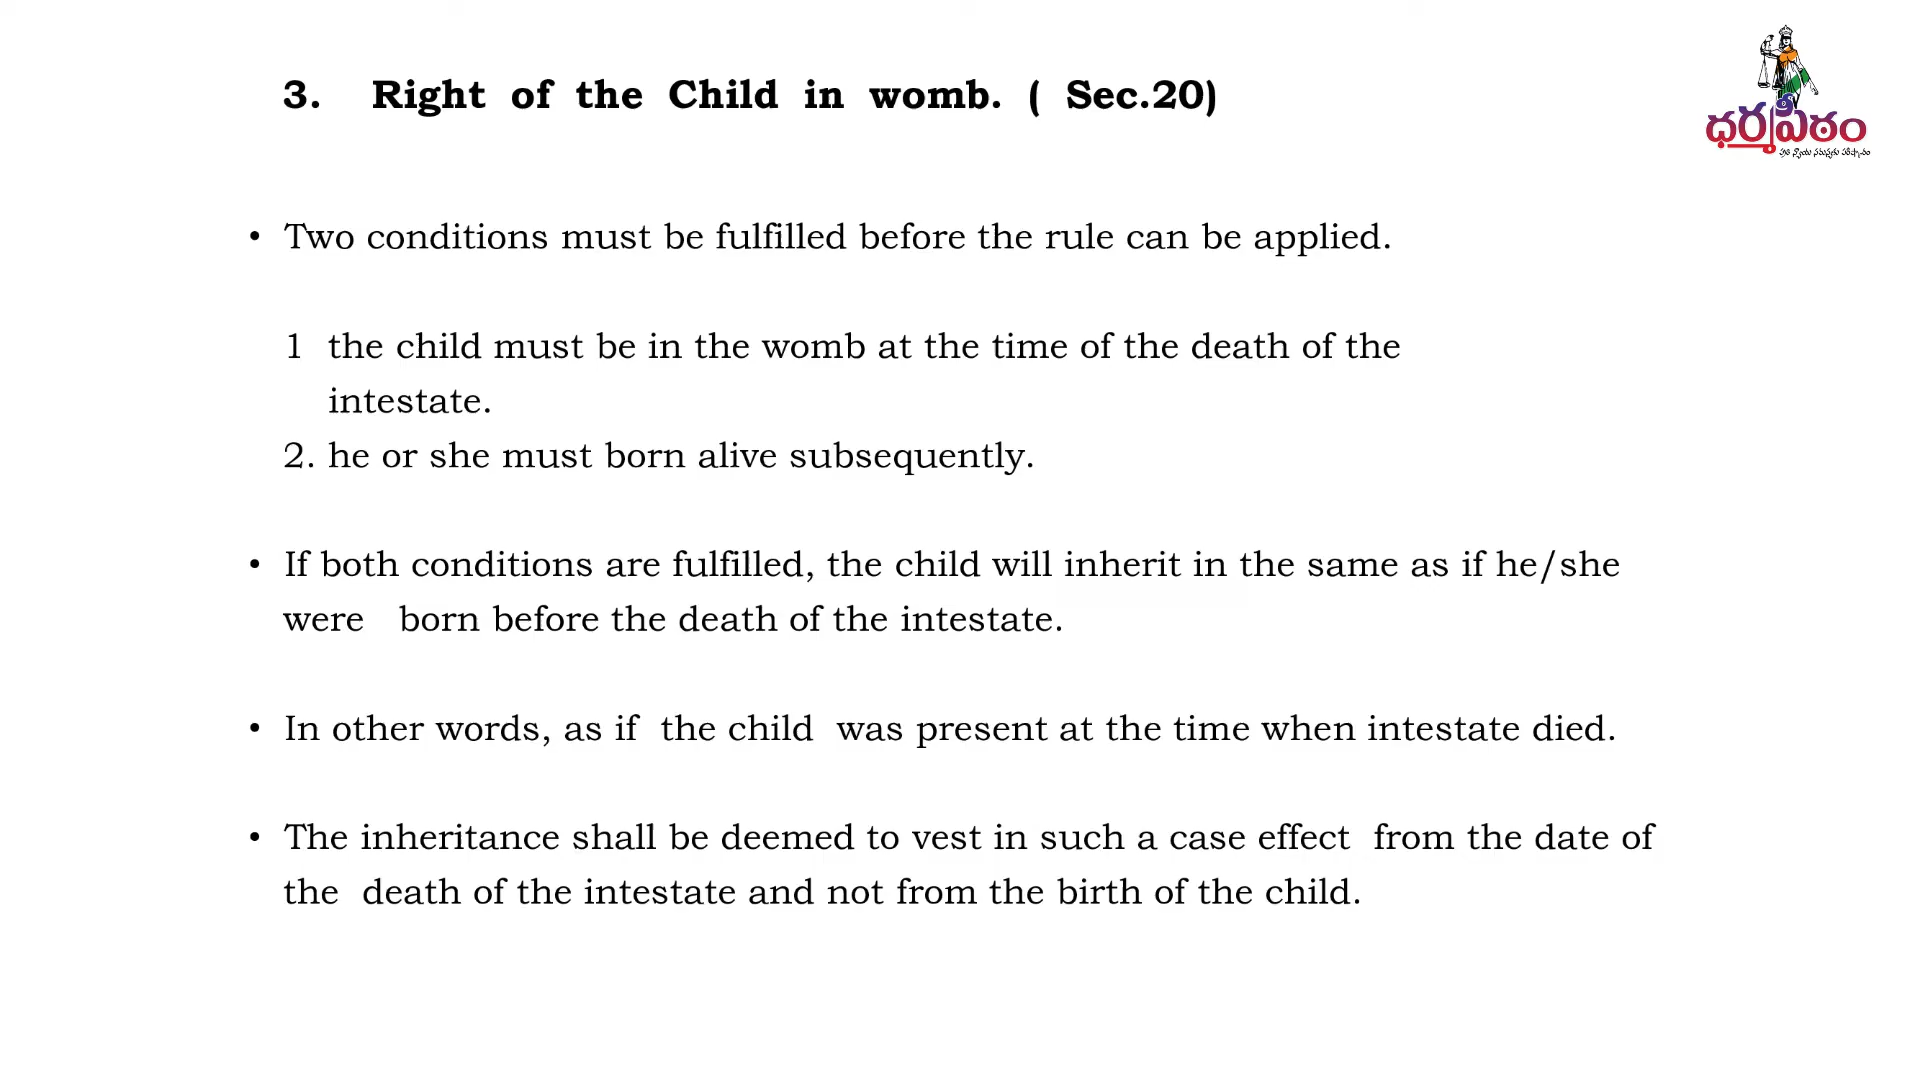 3. Right of the Child in womb. ( Sec.20)
ధర్మపీఠం
ప్రతి న్యాయ సమస్యకు పరిష్కారం
• Two conditions must be fulfilled before the rule can be applied.
1 the child must be in the womb at the time of the death of the
intestate.
2. he or she must born alive subsequently.
• If both conditions are fulfilled, the child will inherit in the same as if he/she
were born before the death of the intestate.
• In other words, as if the child was present at the time when intestate died.
• The inheritance shall be deemed to vest in such a case effect from the date of
the death of the intestate and not from the birth of the child.